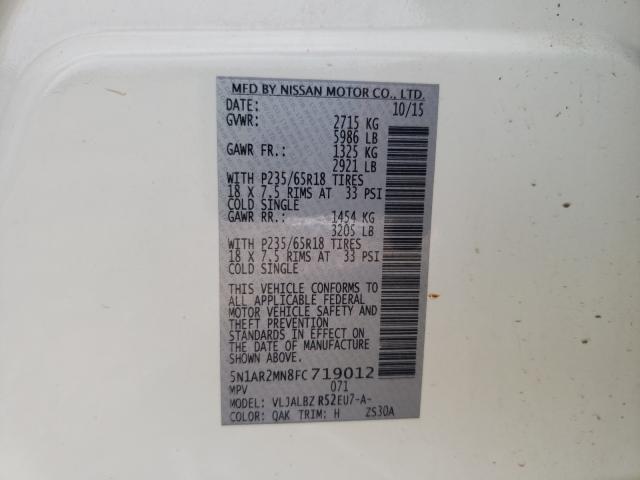 MFD BY NISSAN MOTOR CO., LTD.
DATE: 10/15
GVWR: 2715 KG
5986 LB
GAWR FR.: 1325 KG
2921 LB
WITH P235/65R18 TIRES
18 X 7.5 RIMS AT 33 PSI
COLD SINGLE
GAWR RR.: 1454 KG
3205 LB
WITH P235/65R18 TIRES
18 X 7.5 RIMS AT 33 PSI
COLD SINGLE
THIS VEHICLE CONFORMS TO
ALL APPLICABLE FEDERAL
MOTOR VEHICLE SAFETY AND
THEFT PREVENTION
STANDARDS IN EFFECT ON
THE DATE OF MANUFACTURE
SHOWN ABOVE.
5N1AR2MN8FC719012
MPV 071
MODEL: VLJALBZ R52EU7-A-
COLOR: QAK TRIM: H ZS30A